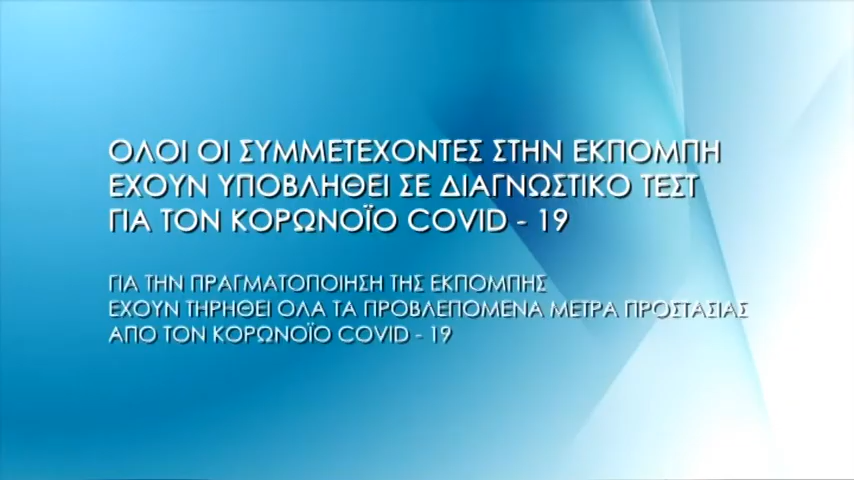 ΟΛΟΙ ΟΙ ΣΥΜΜΕΤΕΧΟΝΤΕΣ ΣΤΗΝ ΕΚΠΟΜΠΗ
ΕΧΟΥΝ ΥΠΟΒΛΗΘΕΙ ΣΕ ΔΙΑΓΝΩΣΤΙΚΟ ΤΕΣΤ
ΓΙΑ ΤΟΝ ΚΟΡΩΝΟΪΟ COVID - 19
ΓΙΑ ΤΗΝ ΠΡΑΓΜΑΤΟΠΟΙΗΣΗ ΤΗΣ ΕΚΠΟΜΠΗΣ
ΕΧΟΥΝ ΤΗΡΗΘΕΙ ΟΛΑ ΤΑ ΠΡΟΒΛΕΠΟΜΕΝΑ ΜΕΤΡΑ ΠΡΟΣΤΑΣΙΑΣ
ΑΠΟ ΤΟΝ ΚΟΡΩΝΟΪΟ COVID - 19